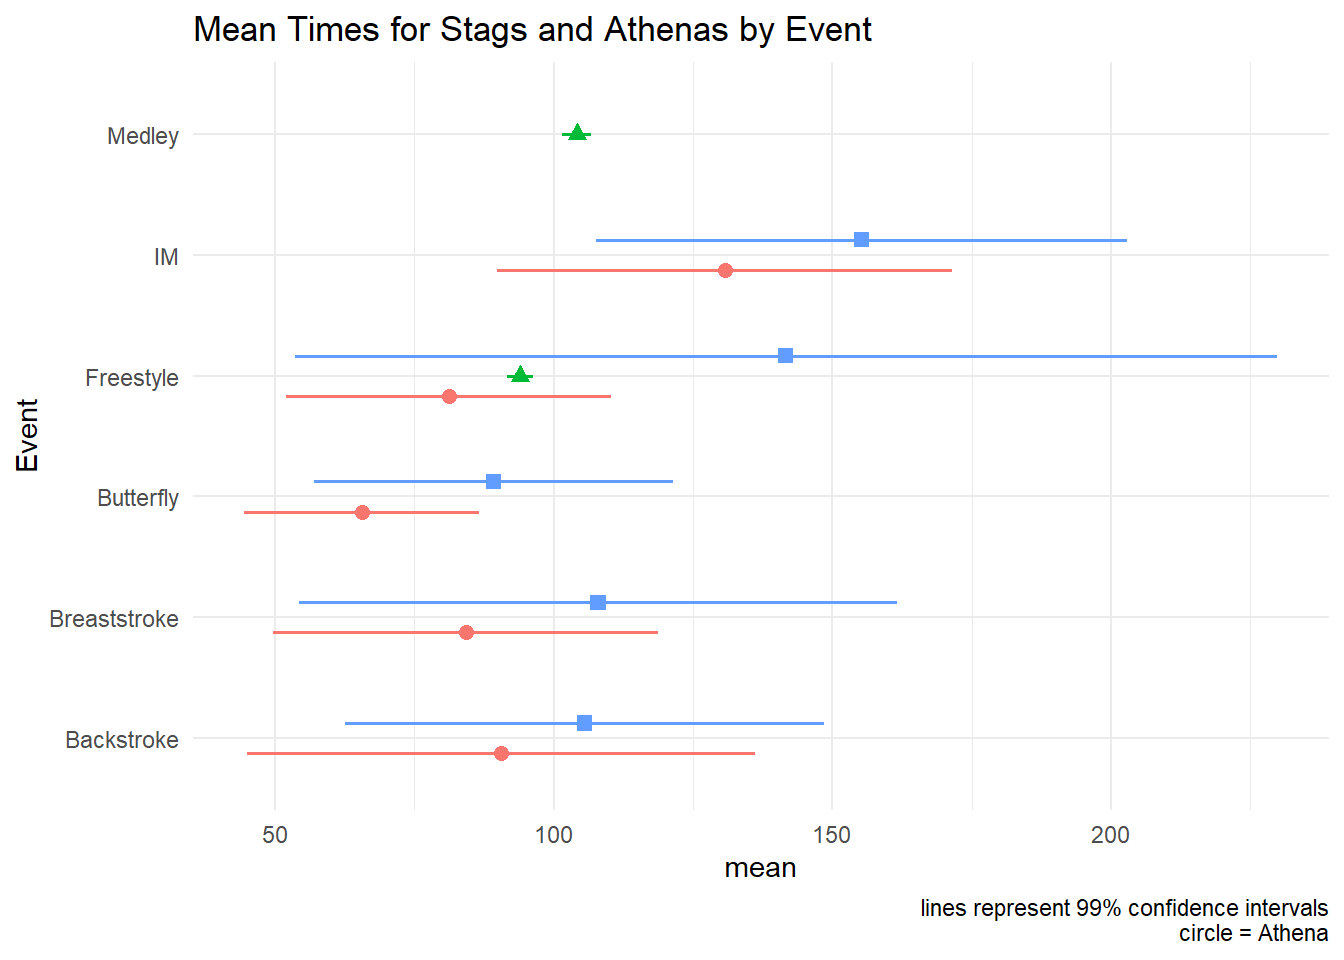 Mean Times for Stags and Athenas by Event
Medley
IM
Freestyle
Butterfly
Breaststroke
Backstroke
Event
50 100 150 200
mean
lines represent 99% confidence intervals
circle = Athena